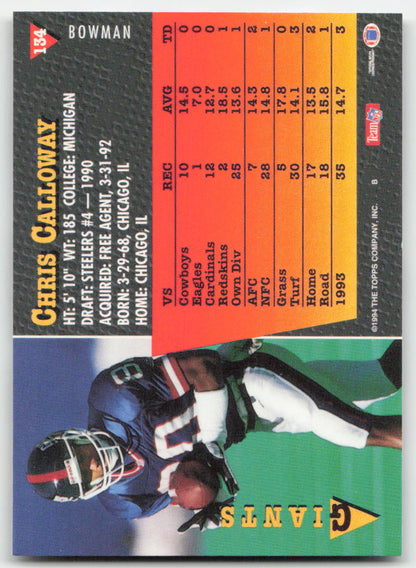 134
BOWMAN
CHRIS CALLOWAY
HT: 5' 10" WT: 185 COLLEGE: MICHIGAN
DRAFT: STEELERS #4 — 1990
ACQUIRED: FREE AGENT, 3-31-92
BORN: 3-29-68, CHICAGO, IL
HOME: CHICAGO, IL
VS REC AVG TD
Cowboys 10 14.5 0
Eagles 1 7.0 0
Cardinals 12 12.7 0
Redskins 2 18.5 1
Own Div 25 13.6 1
AFC 7 14.3 2
NFC 28 14.8 1
Grass 5 17.8 0
Turf 30 14.1 3
Home 17 13.5 2
Road 18 15.8 1
1993 35 14.7 3
©1994 THE TOPPS COMPANY, INC.
B
Team NFL
GIANTS
80